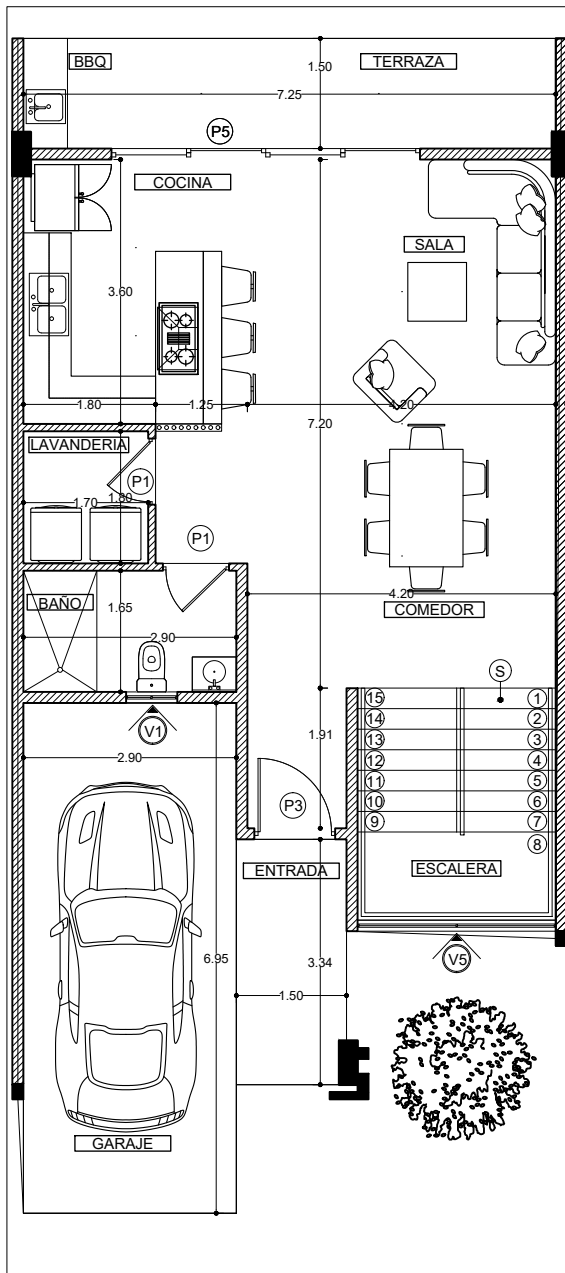 BBQ
1.50
TERRAZA
7.25
P5
COCINA
SALA
3.60
1.80
1.25
4.20
7.20
LAVANDERIA
P1
1.70
1.80
P1
BAÑO
1.65
4.20
COMEDOR
2.90
S
15
1
14
2
V1
13
3
1.91
2.90
12
4
11
5
P3
10
6
9
7
8
ENTRADA
ESCALERA
6.95
3.34
V5
1.50
GARAJE